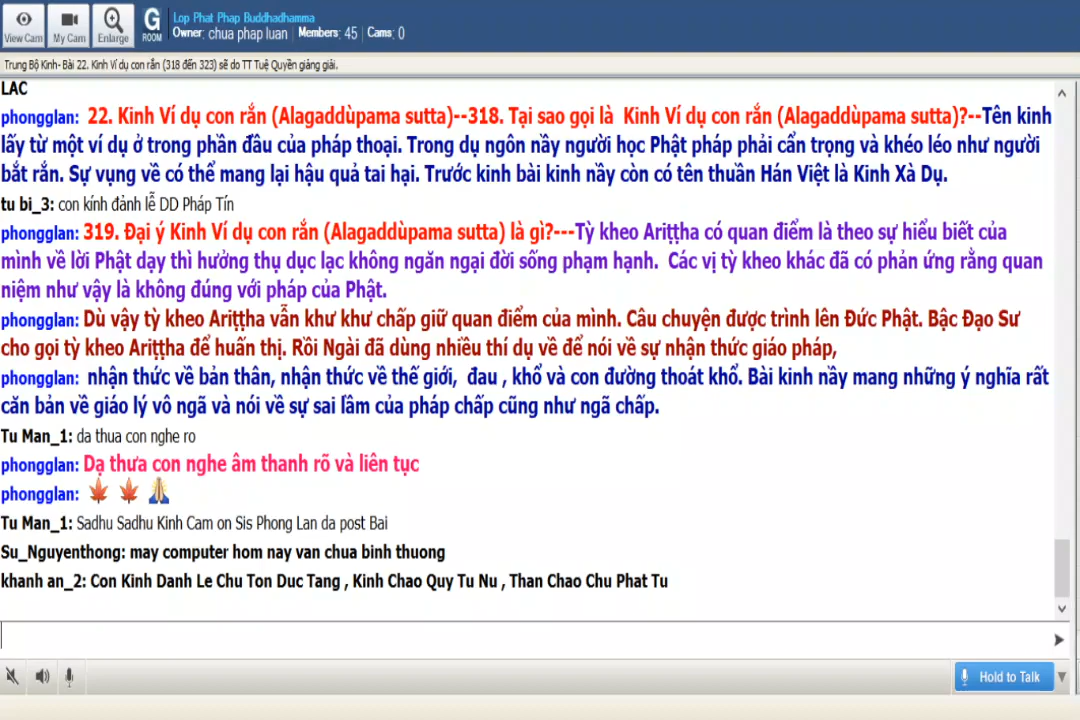 View Cam
My Cam
Enlarge
G
ROOM
Lop Phat Phap Buddhadhamma
Owner: chua phap luan | Members: 45 | Cams: 0
Trung Bộ Kinh- Bài 22. Kinh Ví dụ con rắn (318 đến 323) sẽ do TT Tuệ Quyền giảng giải.
LAC
phongglan: 22. Kinh Ví dụ con rắn (Alagaddùpama sutta)--318. Tại sao gọi là Kinh Ví dụ con rắn (Alagaddùpama sutta)?--Tên kinh
lấy từ một ví dụ ở trong phần đầu của pháp thoại. Trong dụ ngôn nầy người học Phật pháp phải cẩn trọng và khéo léo như người
bắt rắn. Sự vụng về có thể mang lại hậu quả tai hại. Trước kinh bài kinh nầy còn có tên thuần Hán Việt là Kinh Xà Dụ.
tu bi_3: con kính đảnh lễ DD Pháp Tín
phongglan: 319. Đại ý Kinh Ví dụ con rắn (Alagaddùpama sutta) là gì?---Tỳ kheo Ariṭṭha có quan điểm là theo sự hiểu biết của
mình về lời Phật dạy thì hưởng thụ dục lạc không ngăn ngại đời sống phạm hạnh. Các vị tỳ kheo khác đã có phản ứng rằng quan
niệm như vậy là không đúng với pháp của Phật.
phongglan: Dù vậy tỳ kheo Ariṭṭha vẫn khư khư chấp giữ quan điểm của mình. Câu chuyện được trình lên Đức Phật. Bậc Đạo Sư
cho gọi tỳ kheo Ariṭṭha để huấn thị. Rồi Ngài đã dùng nhiều thí dụ về để nói về sự nhận thức giáo pháp,
phongglan: nhận thức về bản thân, nhận thức về thế giới, đau , khổ và con đường thoát khổ. Bài kinh nầy mang những ý nghĩa rất
căn bản về giáo lý vô ngã và nói về sự sai lầm của pháp chấp cũng như ngã chấp.
Tu Man_1: da thua con nghe ro
phongglan: Dạ thưa con nghe âm thanh rõ và liên tục
phongglan:
Tu Man_1: Sadhu Sadhu Kinh Cam on Sis Phong Lan da post Bai
Su_Nguyenthong: may computer hom nay van chua binh thuong
khanh an_2: Con Kinh Danh Le Chu Ton Duc Tang , Kinh Chao Quy Tu Nu , Than Chao Chu Phat Tu
Hold to Talk